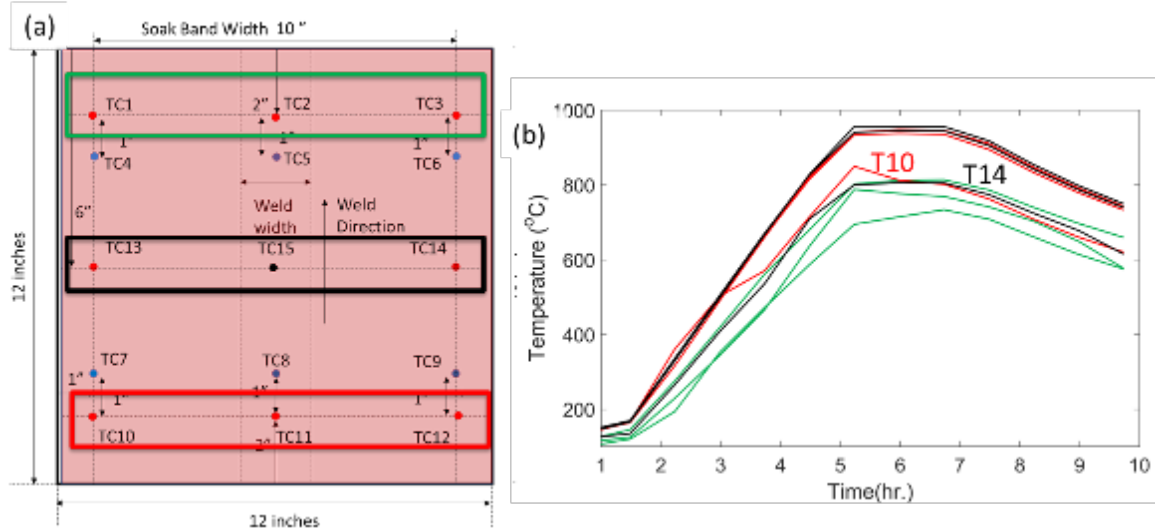 (a)
Soak Band Width 10 ”
TC1
2”
TC2
TC3
1”
1”
1”
TC4
TC5
TC6
6”
Weld
width
Weld
Direction
TC13
TC15
TC14
12 inches
TC7
TC8
TC9
1”
1”
1”
1”
TC10
TC11
TC12
2”
12 inches
(b)
1000
800
600
400
200
Temperature (°C)
T10
T14
1 2 3 4 5 6 7 8 9 10
Time(hr.)